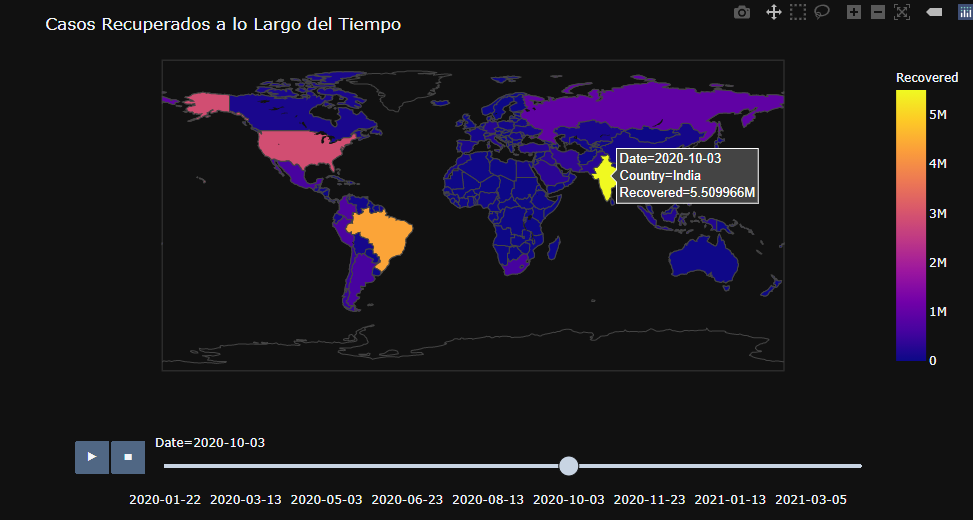 Casos Recuperados a lo Largo del Tiempo
Recovered
5M
4M
3M
2M
1M
0
Date=2020-10-03
Country=India
Recovered=5.509966M
Date=2020-10-03
2020-01-22 2020-03-13 2020-05-03 2020-06-23 2020-08-13 2020-10-03 2020-11-23 2021-01-13 2021-03-05